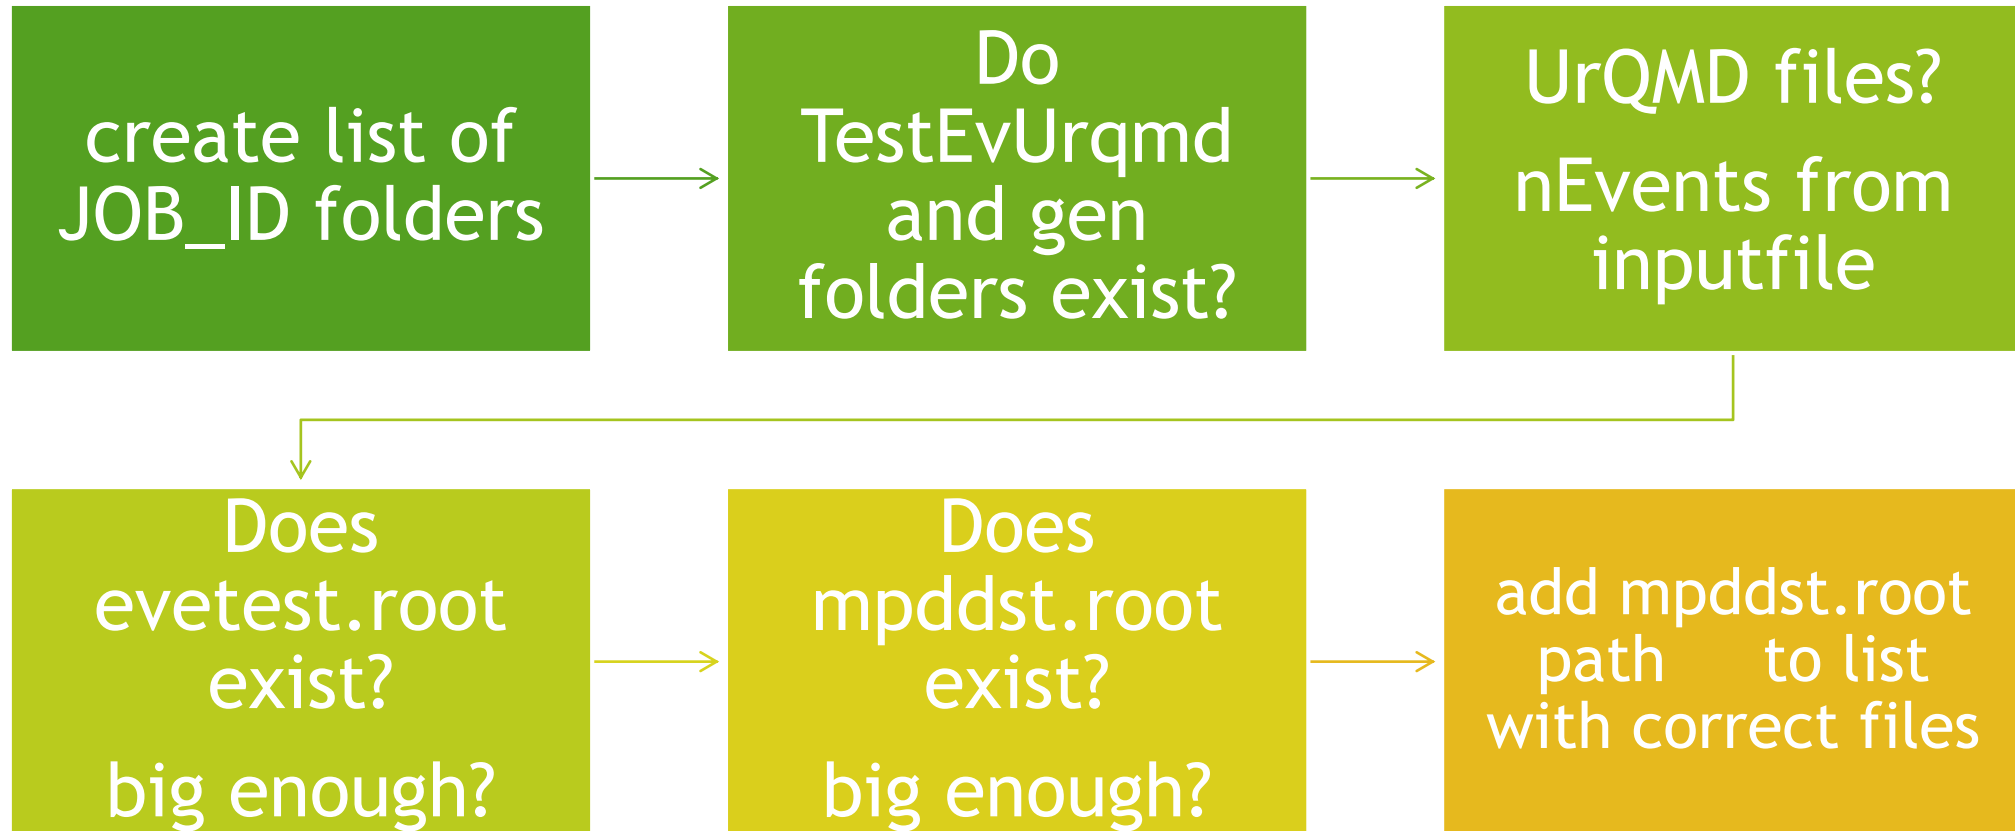 create list of
JOB_ID folders
Do
TestEvUrqmd
and gen
folders exist?
UrQMD files?
nEvents from
inputfile
Does
evetest.root
exist?
big enough?
Does
mpddst.root
exist?
big enough?
add mpddst.root
path to list
with correct files